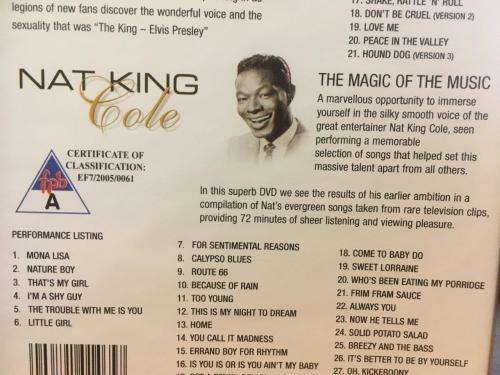 legions of new fans discover the wonderful voice and the
sexuality that was "The King – Elvis Presley"
17. SHAKE, RATTLE 'N' ROLL
18. DON'T BE CRUEL (VERSION 2)
19. LOVE ME
20. PEACE IN THE VALLEY
21. HOUND DOG (VERSION 3)
NAT KING
Cole
THE MAGIC OF THE MUSIC
A marvellous opportunity to immerse
yourself in the silky smooth voice of the
great entertainer Nat King Cole, seen
performing a memorable
selection of songs that helped set this
massive talent apart from all others.
CERTIFICATE OF
CLASSIFICATION:
EF7/2005/0061
fpb
A
In this superb DVD we see the results of his earlier ambition in a
compilation of Nat's evergreen songs taken from rare television clips,
providing 72 minutes of sheer listening and viewing pleasure.
PERFORMANCE LISTING
1. MONA LISA
2. NATURE BOY
3. THAT'S MY GIRL
4. I'M A SHY GUY
5. THE TROUBLE WITH ME IS YOU
6. LITTLE GIRL
7. FOR SENTIMENTAL REASONS
8. CALYPSO BLUES
9. ROUTE 66
10. BECAUSE OF RAIN
11. TOO YOUNG
12. THIS IS MY NIGHT TO DREAM
13. HOME
14. YOU CALL IT MADNESS
15. ERRAND BOY FOR RHYTHM
16. IS YOU IS OR IS YOU AIN'T MY BABY
18. COME TO BABY DO
19. SWEET LORRAINE
20. WHO'S BEEN EATING MY PORRIDGE
21. FRIM FRAM SAUCE
22. ALWAYS YOU
23. NOW HE TELLS ME
24. SOLID POTATO SALAD
25. BREEZY AND THE BASS
26. IT'S BETTER TO BE BY YOURSELF
27. OH, KICKEROONY